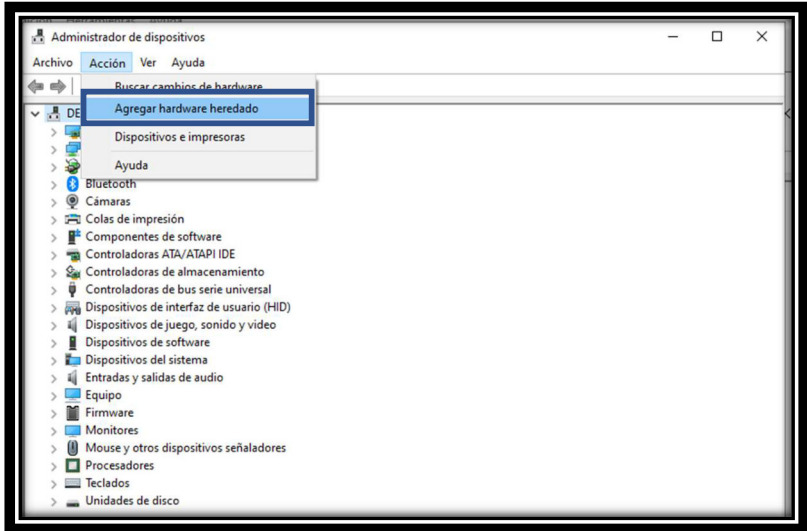 Administrador de dispositivos
Archivo Acción Ver Ayuda
Buscar cambios de hardware
Agregar hardware heredado
DE
Dispositivos e impresoras
Ayuda
Bluetooth
Cámaras
Colas de impresión
Componentes de software
Controladoras ATA/ATAPI IDE
Controladoras de almacenamiento
Controladoras de bus serie universal
Dispositivos de interfaz de usuario (HID)
Dispositivos de juego, sonido y video
Dispositivos de software
Dispositivos del sistema
Entradas y salidas de audio
Equipo
Firmware
Monitores
Mouse y otros dispositivos señaladores
Procesadores
Teclados
Unidades de disco